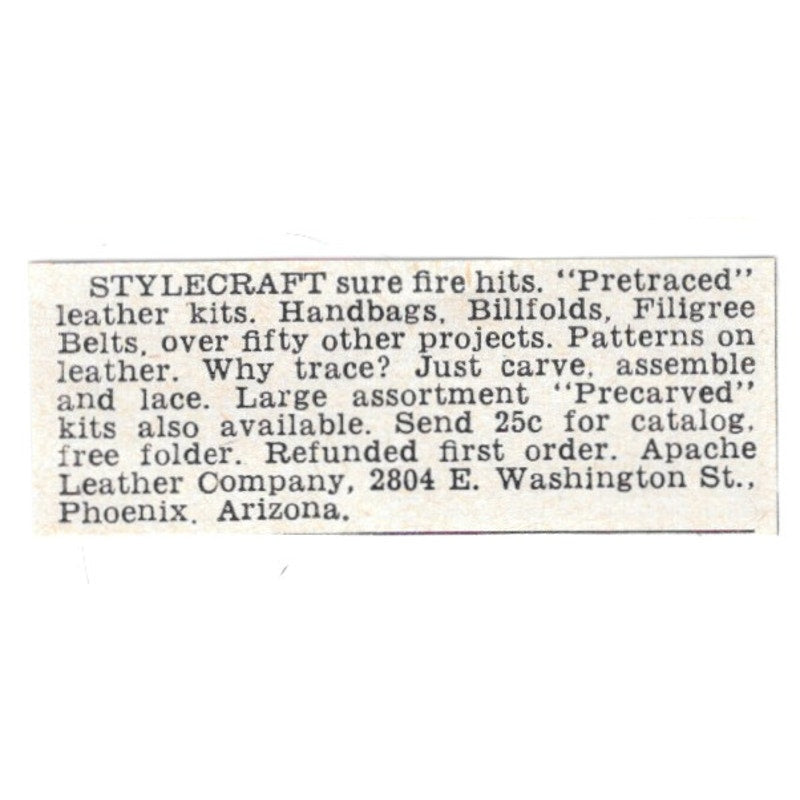 STYLECRAFT sure fire hits. "Pretraced"
leather kits. Handbags, Billfolds, Filigree
Belts, over fifty other projects. Patterns on
leather. Why trace? Just carve, assemble
and lace. Large assortment "Precarved"
kits also available. Send 25c for catalog,
free folder. Refunded first order. Apache
Leather Company, 2804 E. Washington St.,
Phoenix, Arizona.